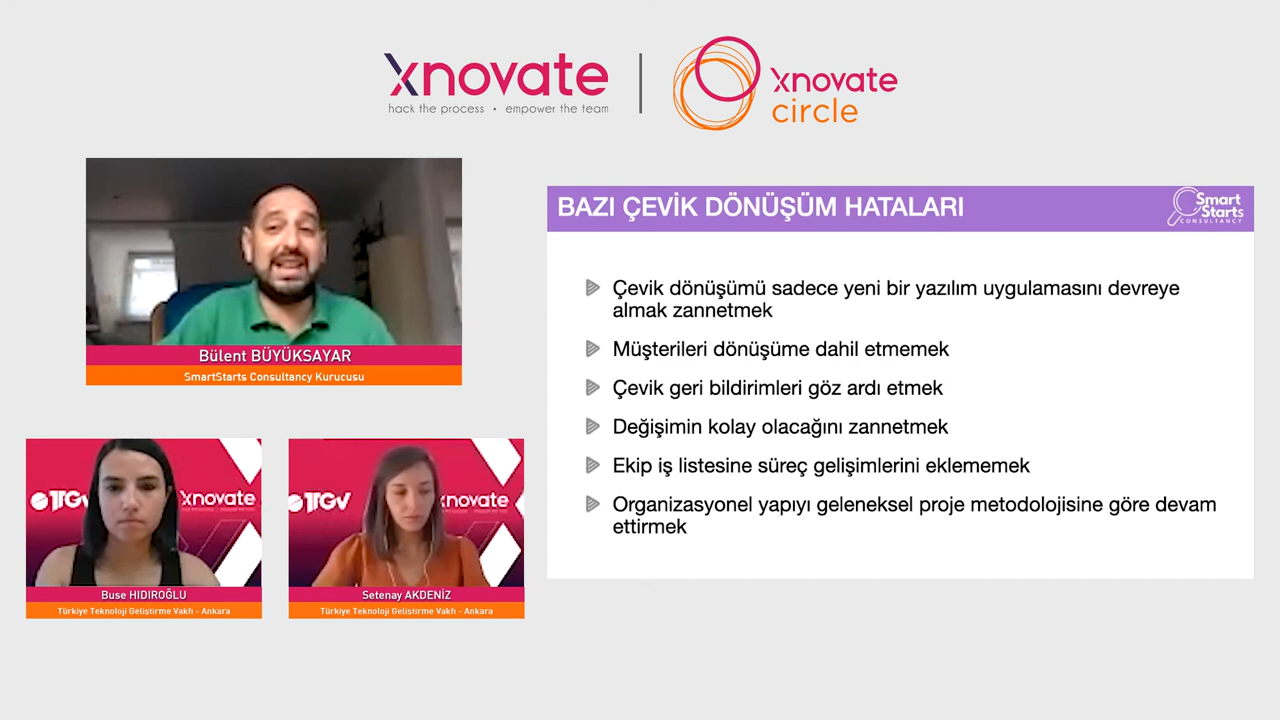 xnovate
hack the process • empower the team
xnovate
circle
Bülent BÜYÜKSAYAR
SmartStarts Consultancy Kurucusu
TTGV
xnovate
Buse HIDIROĞLU
Türkiye Teknoloji Geliştirme Vakfı - Ankara
TTGV
xnovate
Setenay AKDENİZ
Türkiye Teknoloji Geliştirme Vakfı - Ankara
BAZI ÇEVİK DÖNÜŞÜM HATALARI
Smart
Starts
CONSULTANCY
Çevik dönüşümü sadece yeni bir yazılım uygulamasını devreye
almak zannetmek
Müşterileri dönüşüme dahil etmemek
Çevik geri bildirimleri göz ardı etmek
Değişimin kolay olacağını zannetmek
Ekip iş listesine süreç gelişimlerini eklememek
Organizasyonel yapıyı geleneksel proje metodolojisine göre devam
ettirmek